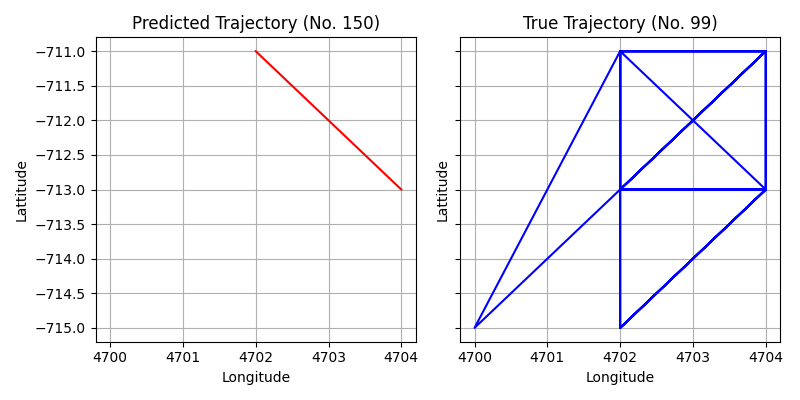 Predicted Trajectory (No. 150)
−711.0
−711.5
−712.0
−712.5
−713.0
−713.5
−714.0
−714.5
−715.0
Lattitude
4700 4701 4702 4703 4704
Longitude
True Trajectory (No. 99)
Lattitude
4700 4701 4702 4703 4704
Longitude